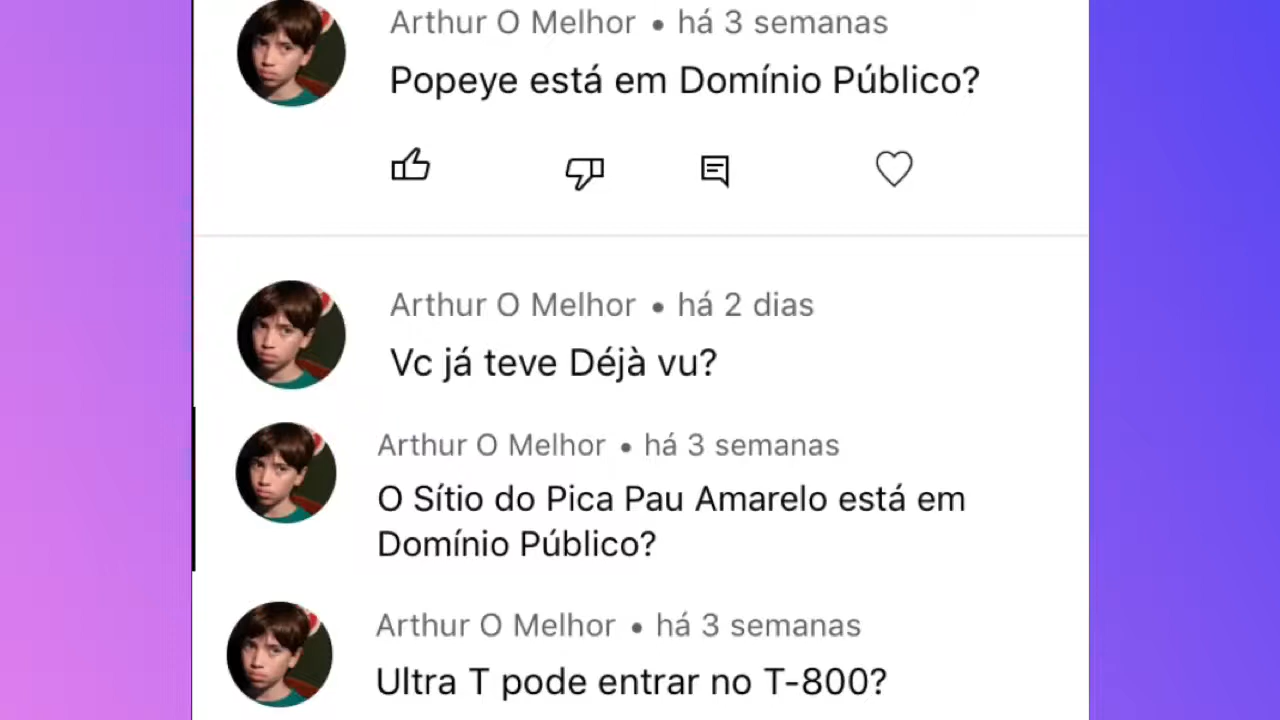 Arthur O Melhor • há 3 semanas
Popeye está em Domínio Público?
Arthur O Melhor • há 2 dias
Vc já teve Déjà vu?
Arthur O Melhor • há 3 semanas
O Sítio do Pica Pau Amarelo está em
Domínio Público?
Arthur O Melhor • há 3 semanas
Ultra T pode entrar no T-800?